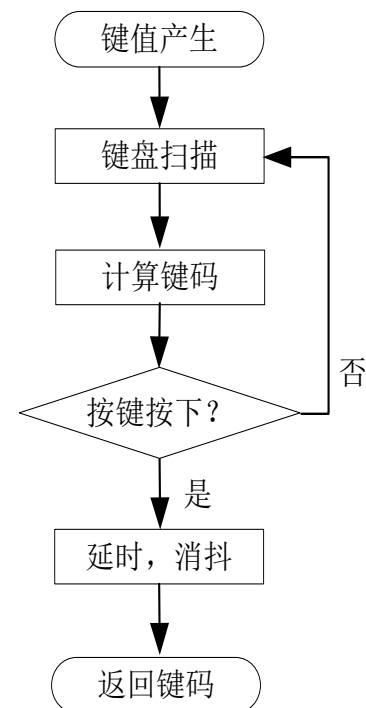 键值产生
键盘扫描
计算键码
按键按下？
否
是
延时，消抖
返回键码